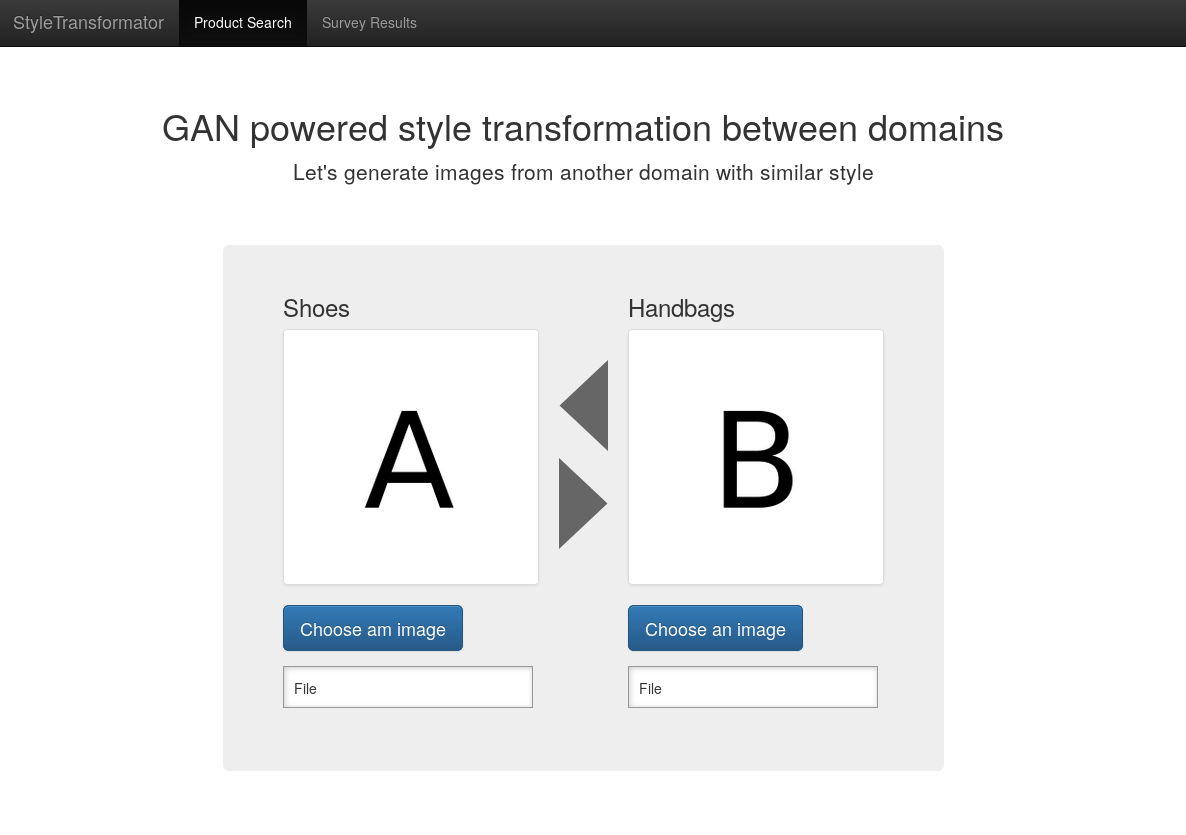 StyleTransformator Product Search Survey Results
GAN powered style transformation between domains
Let's generate images from another domain with similar style
Shoes
A
Choose am image
File
Handbags
B
Choose an image
File